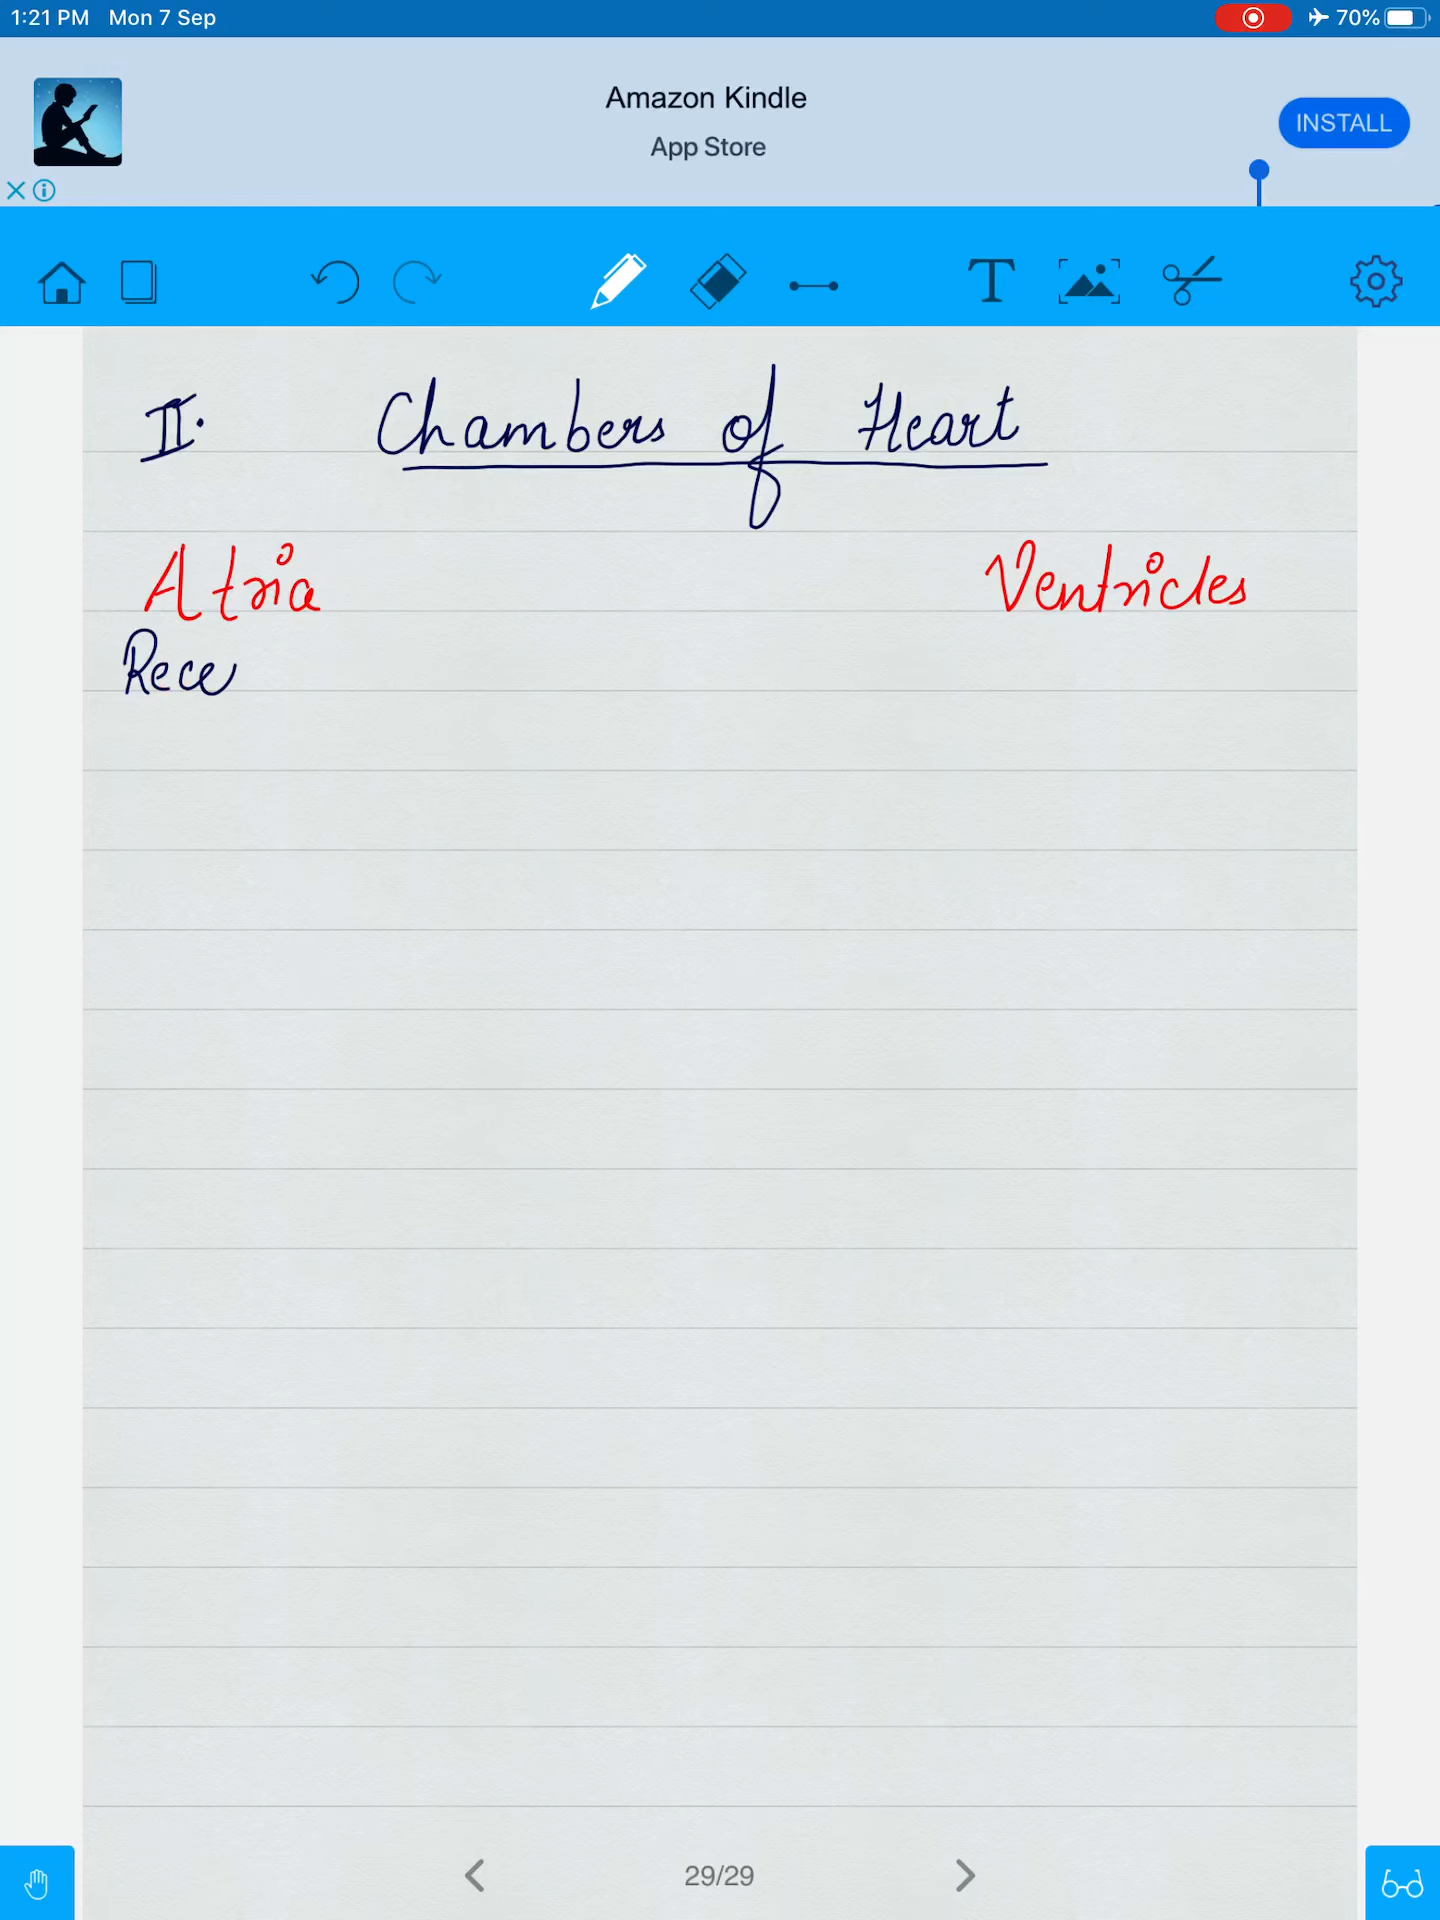 1:21 PM Mon 7 Sep 70%
Amazon Kindle
App Store
INSTALL
T
II. Chambers of Heart
Atria Ventricles
Rece
29/29